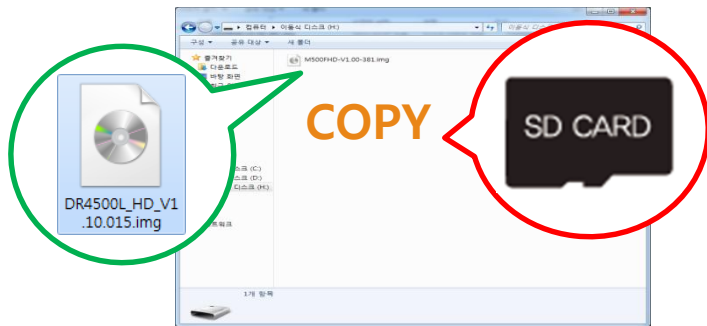 컴퓨터 ▸ 이동식 디스크 (H:)
구성 ▾ 공유 대상 ▾ 새 폴더
즐겨찾기
다운로드
바탕 화면
M500FHD-V1.00-381.img
COPY
SD CARD
DR4500L_HD_V1
.10.015.img
스크 (C:)
스크 (D:)
디스크 (H:)
트워크
1개 항목